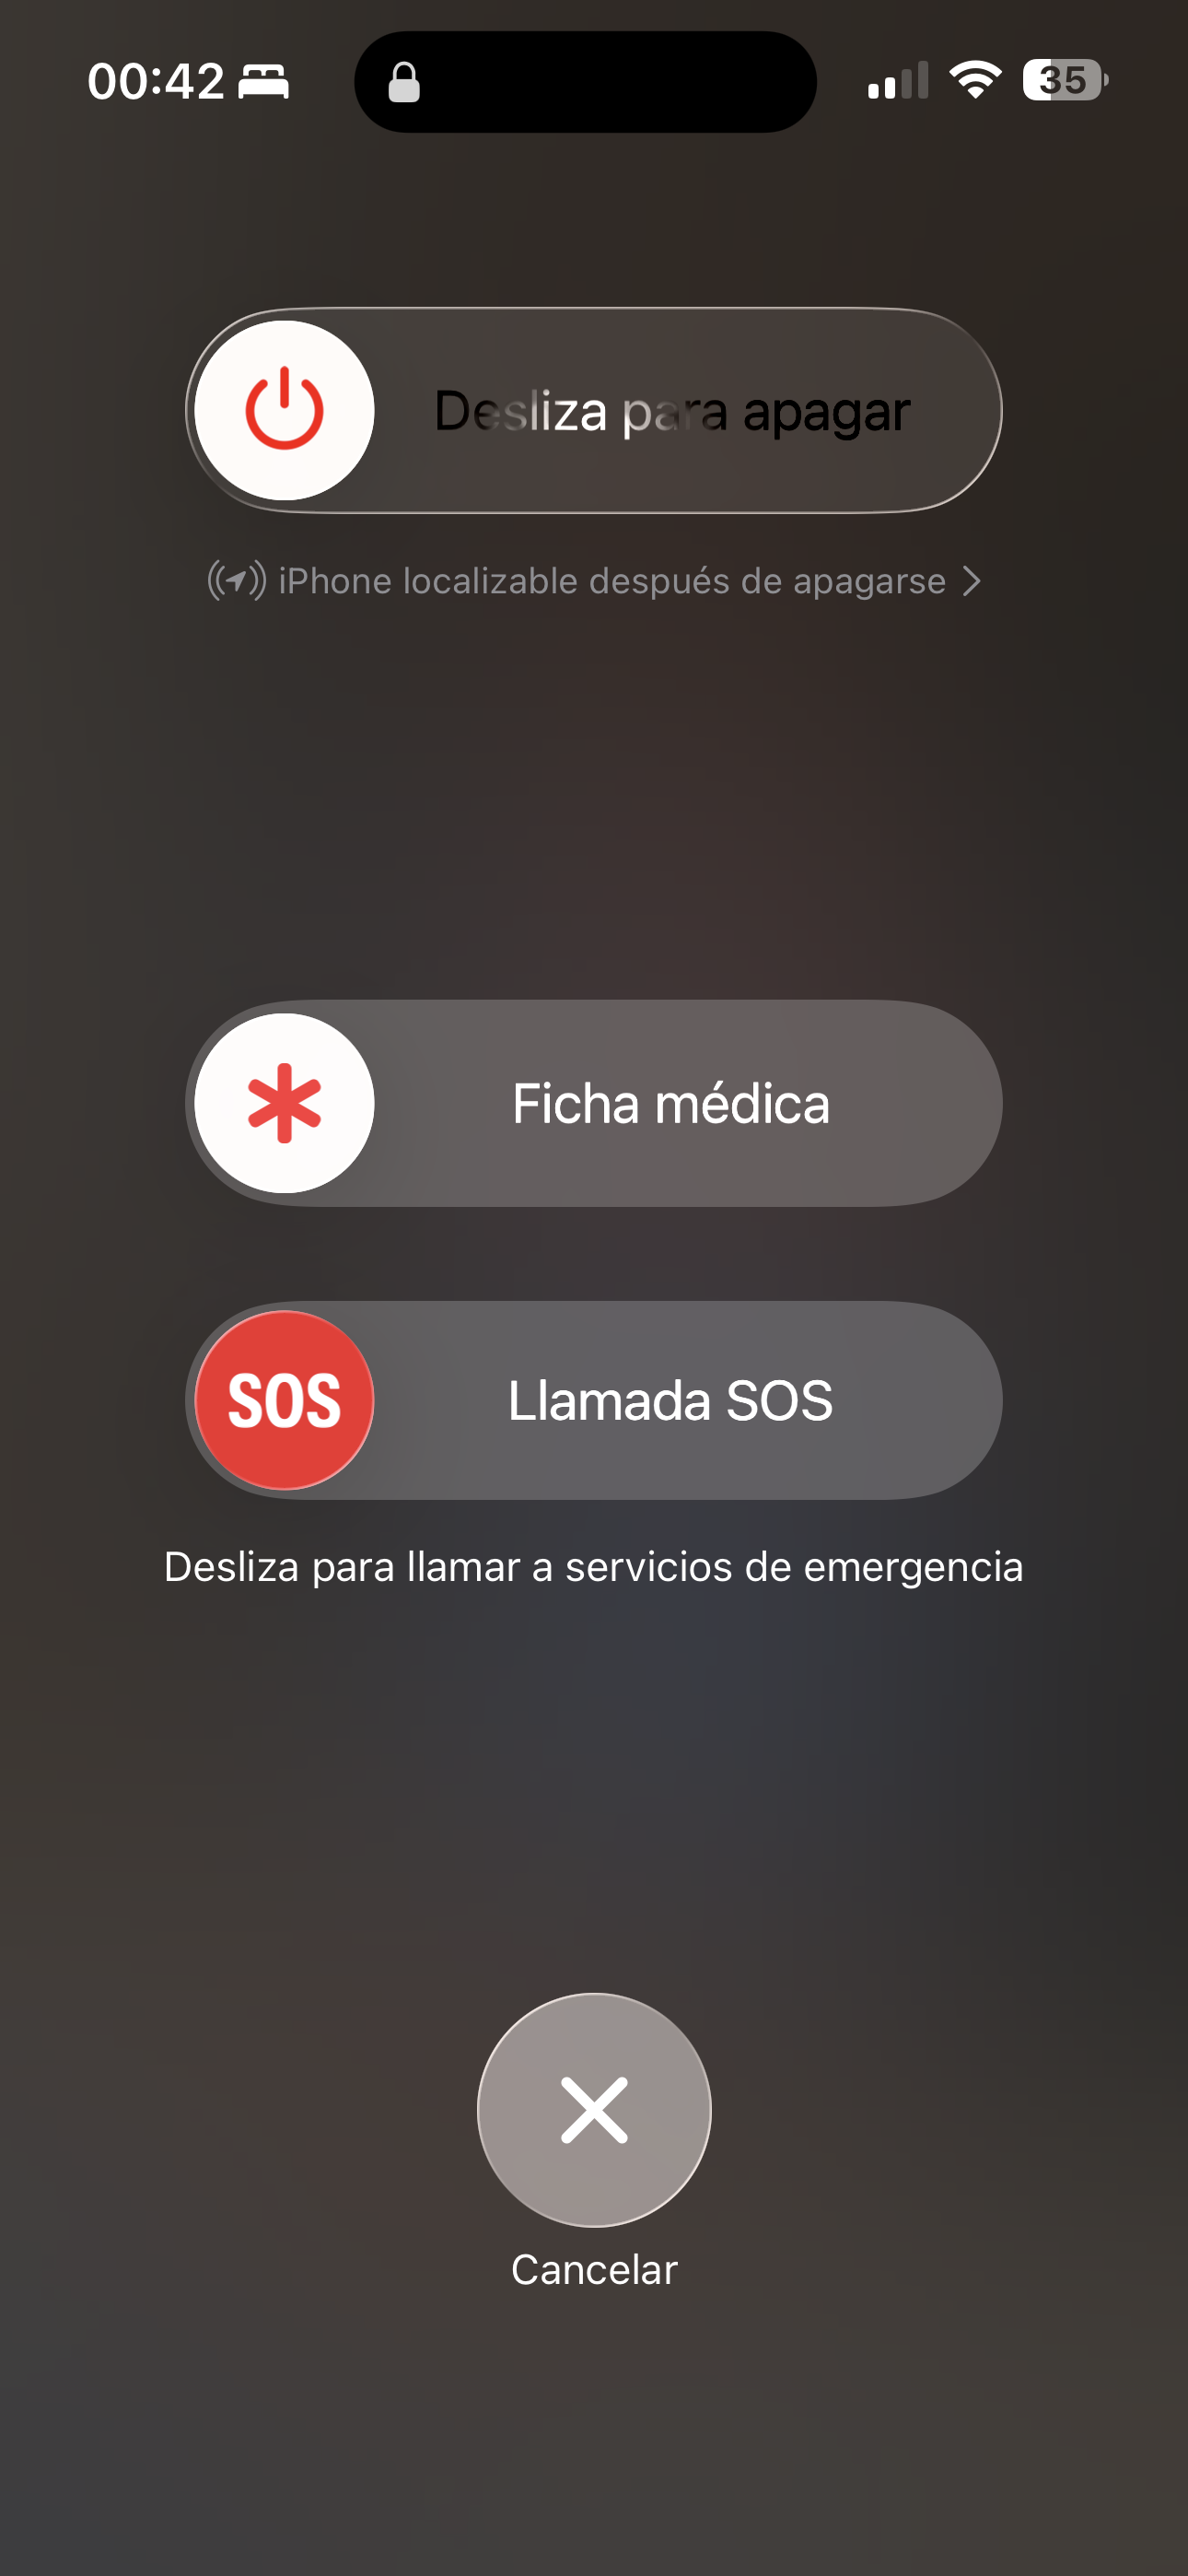 00:42
35
Desliza para apagar
iPhone localizable después de apagarse
Ficha médica
SOS
Llamada SOS
Desliza para llamar a servicios de emergencia
Cancelar